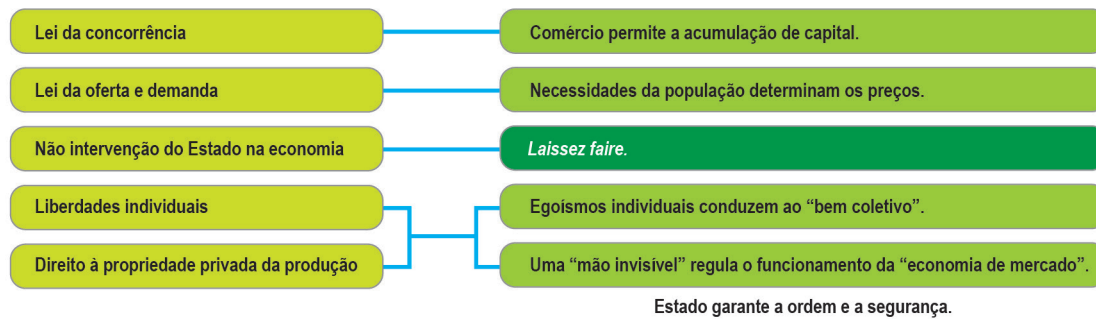 Lei da concorrência
Comércio permite a acumulação de capital.
Lei da oferta e demanda
Necessidades da população determinam os preços.
Não intervenção do Estado na economia
Laissez faire.
Liberdades individuais
Egoísmos individuais conduzem ao “bem coletivo”.
Direito à propriedade privada da produção
Uma “mão invisível” regula o funcionamento da “economia de mercado”.
Estado garante a ordem e a segurança.